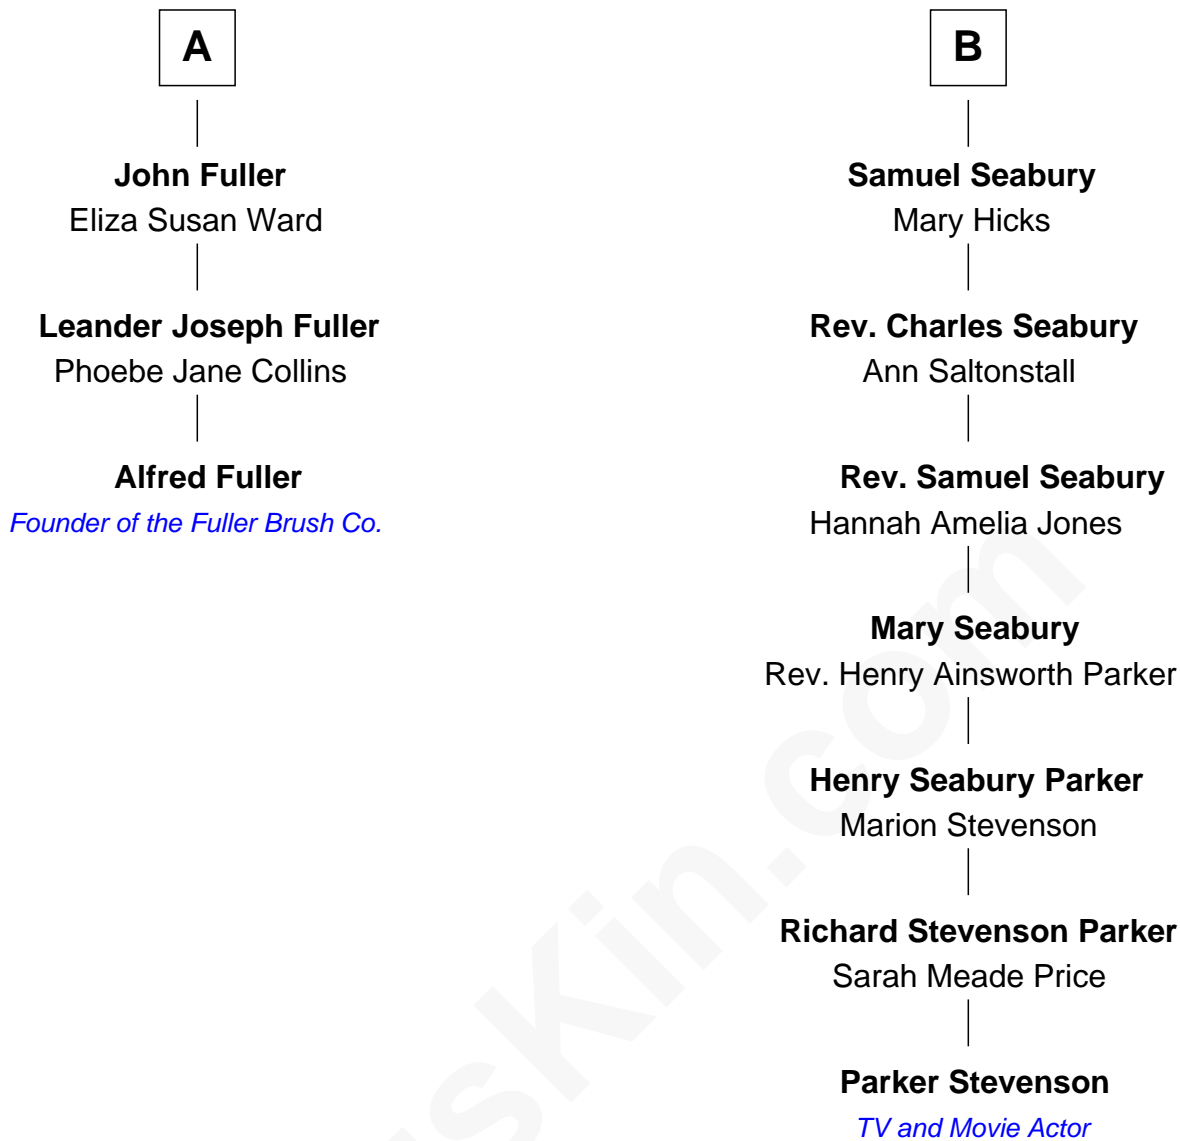 A
John Fuller
Eliza Susan Ward
Leander Joseph Fuller
Phoebe Jane Collins
Alfred Fuller
Founder of the Fuller Brush Co.
B
Samuel Seabury
Mary Hicks
Rev. Charles Seabury
Ann Saltonstall
Rev. Samuel Seabury
Hannah Amelia Jones
Mary Seabury
Rev. Henry Ainsworth Parker
Henry Seabury Parker
Marion Stevenson
Richard Stevenson Parker
Sarah Meade Price
Parker Stevenson
TV and Movie Actor